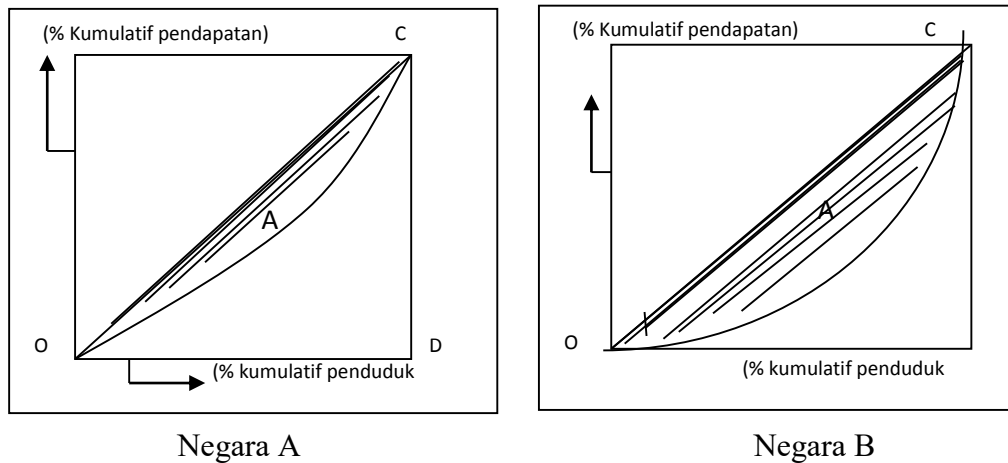 (% Kumulatif pendapatan) C
A
O D
(% kumulatif penduduk
Negara A
(% Kumulatif pendapatan) C
A
O
(% kumulatif penduduk
Negara B